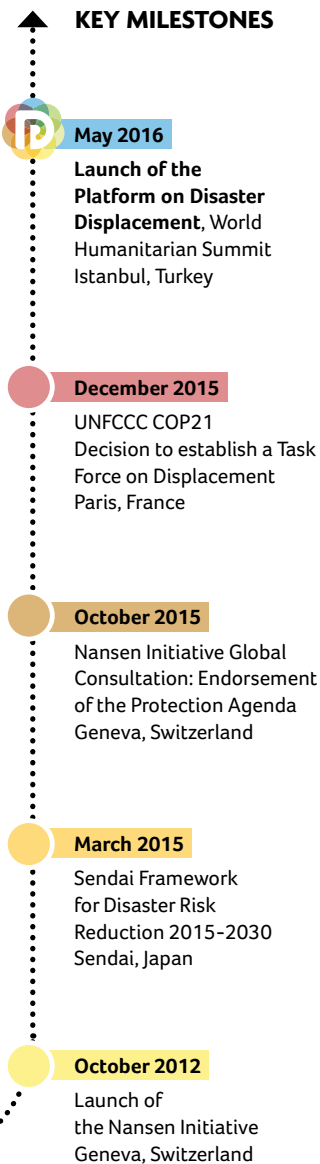 KEY MILESTONES
May 2016
Launch of the
Platform on Disaster
Displacement, World
Humanitarian Summit
Istanbul, Turkey
December 2015
UNFCCC COP21
Decision to establish a Task
Force on Displacement
Paris, France
October 2015
Nansen Initiative Global
Consultation: Endorsement
of the Protection Agenda
Geneva, Switzerland
March 2015
Sendai Framework
for Disaster Risk
Reduction 2015-2030
Sendai, Japan
October 2012
Launch of
the Nansen Initiative
Geneva, Switzerland